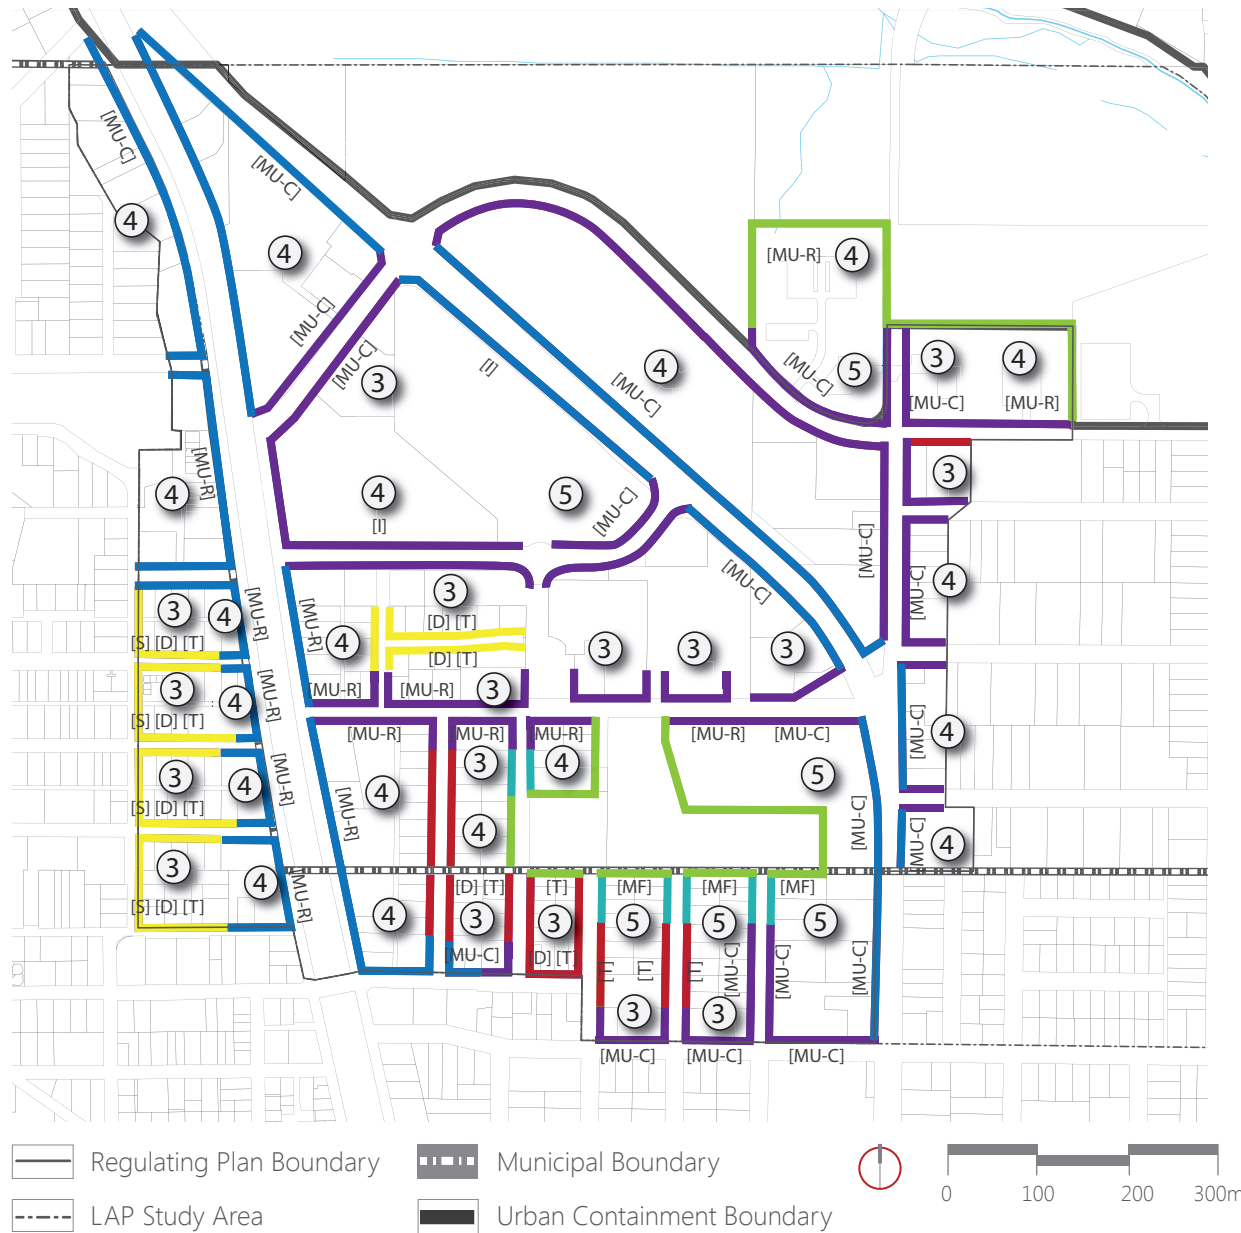 [MU-C]
[MU-C]
4
4
[MU-R]
4
[MU-C]
[MU-C]
3
[I]
4
[MU-C]
[MU-C]
5
3
4
[MU-C]
[MU-R]
[MU-R]
4
4
[I]
5
[MU-C]
3
[MU-C]
[MU-C]
[MU-C]
4
3
4
[S] [D] [T]
[MU-R]
[MU-R]
4
3
[D] [T]
[D] [T]
3
3
3
[MU-R]
[MU-R]
3
3
4
[S] [D] [T]
[MU-R]
[MU-R]
[MU-R]
[MU-R]
[MU-R]
[MU-C]
[MU-C]
4
3
4
[S] [D] [T]
[MU-R]
[MU-R]
4
3
4
4
5
[MU-C]
[MU-C]
4
3
4
[S] [D] [T]
[MU-R]
4
[D] [T]
3
[MU-C]
[T]
3
[D] [T]
[MF]
5
[T]
[T]
3
[MU-C]
[MF]
5
[T]
[MU-C]
3
[MU-C]
[MF]
5
[MU-C]
[MU-C]
[MU-C]
Regulating Plan Boundary
Municipal Boundary
LAP Study Area
Urban Containment Boundary
0 100 200 300m